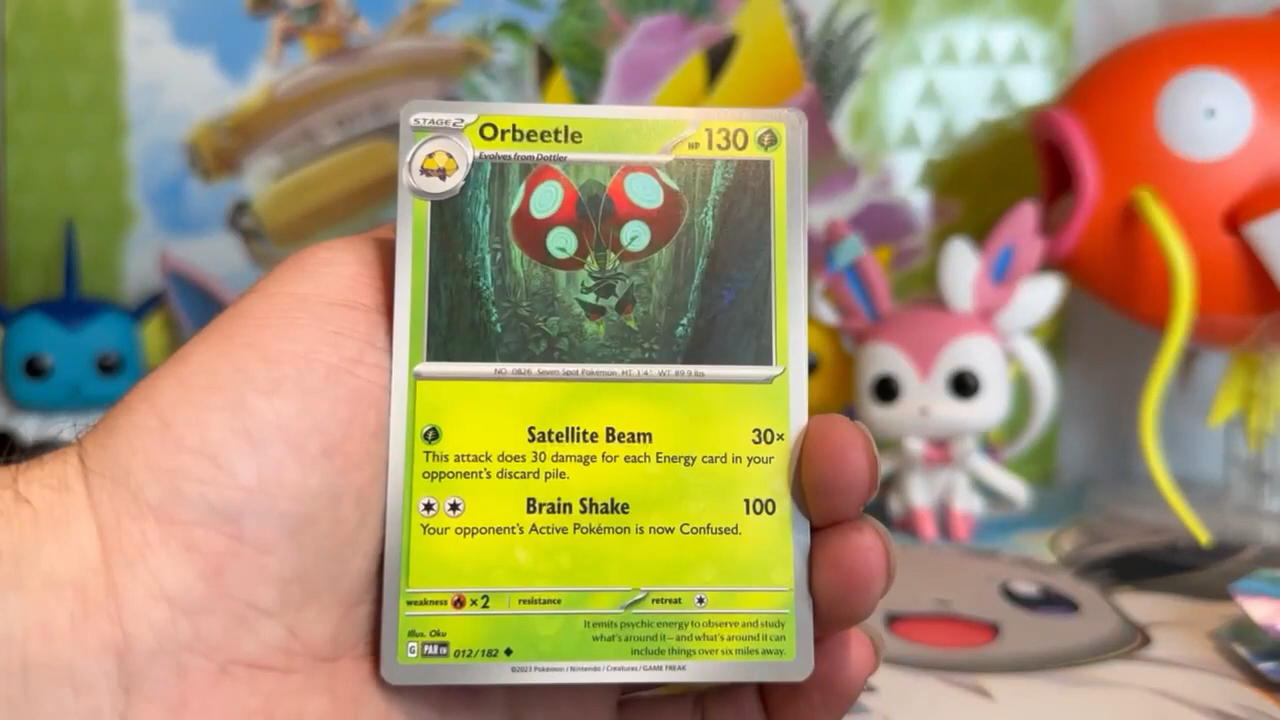 STAGE2
Orbeetle
HP 130
Evolves from Dottler
NO. 0826 Seven Spot Pokémon HT: 1'4" WT: 89.9 lbs
Satellite Beam 30×
This attack does 30 damage for each Energy card in your
opponent's discard pile.
Brain Shake 100
Your opponent's Active Pokémon is now Confused.
weakness ×2 resistance retreat
It emits psychic energy to observe and study
what's around it—and what's around it can
include things over six miles away.
Illus. Oku
G PAR EN 012/182
©2023 Pokémon / Nintendo / Creatures / GAME FREAK